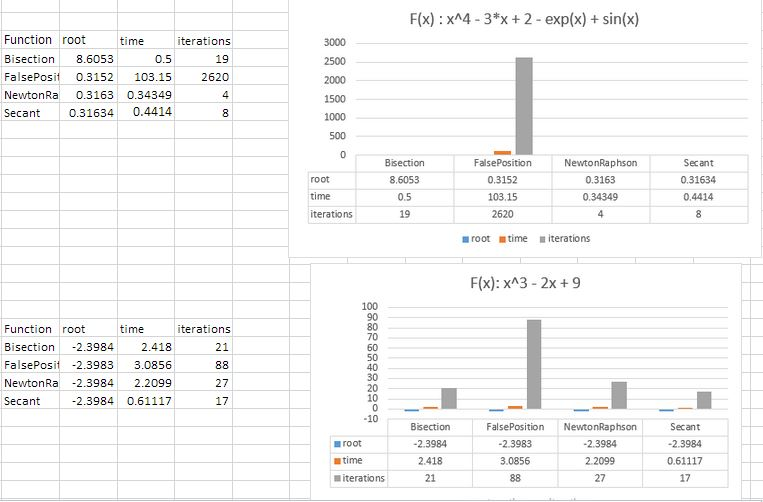 Function root time iterations
Bisection 8.6053 0.5 19
FalsePosit 0.3152 103.15 2620
NewtonRa 0.3163 0.34349 4
Secant 0.31634 0.4414 8
F(x) : x^4 - 3*x + 2 - exp(x) + sin(x)
3000
2500
2000
1500
1000
500
0
Bisection FalsePosition NewtonRaphson Secant
root 8.6053 0.3152 0.3163 0.31634
time 0.5 103.15 0.34349 0.4414
iterations 19 2620 4 8
root time iterations
Function root time iterations
Bisection -2.3984 2.418 21
FalsePosit -2.3983 3.0856 88
NewtonRa -2.3984 2.2099 27
Secant -2.3984 0.61117 17
F(x): x^3 - 2x + 9
100
90
80
70
60
50
40
30
20
10
0
-10
Bisection FalsePosition NewtonRaphson Secant
root -2.3984 -2.3983 -2.3984 -2.3984
time 2.418 3.0856 2.2099 0.61117
iterations 21 88 27 17